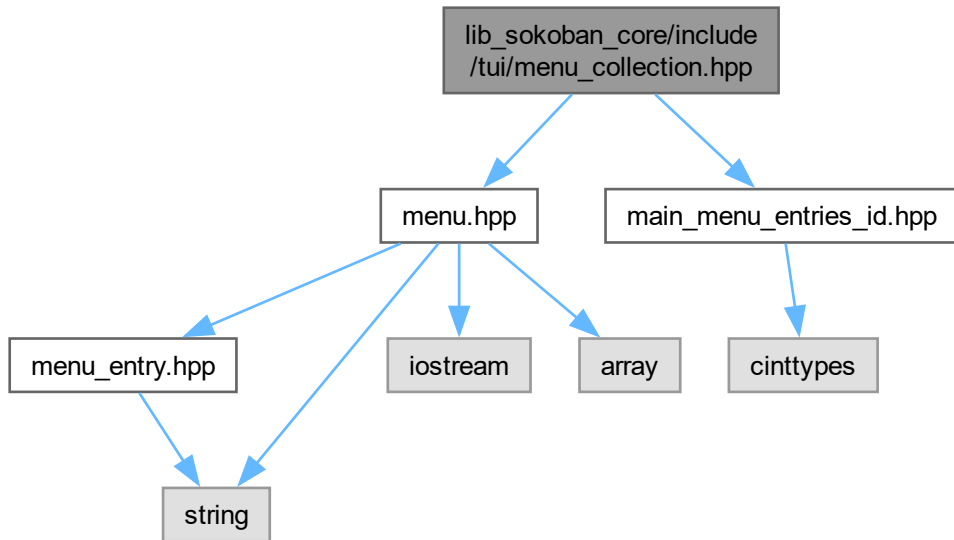 lib_sokoban_core/include
/tui/menu_collection.hpp
menu.hpp
main_menu_entries_id.hpp
menu_entry.hpp
iostream
array
cinttypes
string